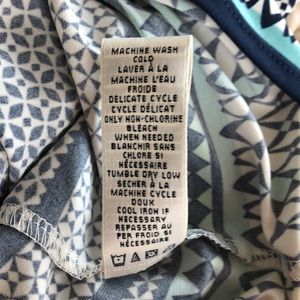 MACHINE WASH
COLD
LAVER À LA
MACHINE L'EAU
FROIDE
DELICATE CYCLE
CYCLE DÉLICAT
ONLY NON-CHLORINE
BLEACH
WHEN NEEDED
BLANCHIR SANS
CHLORE SI
NÉCESSAIRE
TUMBLE DRY LOW
SECHER À LA
MACHINE CYCLE
DOUX
COOL IRON IF
NECESSARY
REPASSER AU
FER FROID SI
NÉCESSAIRE